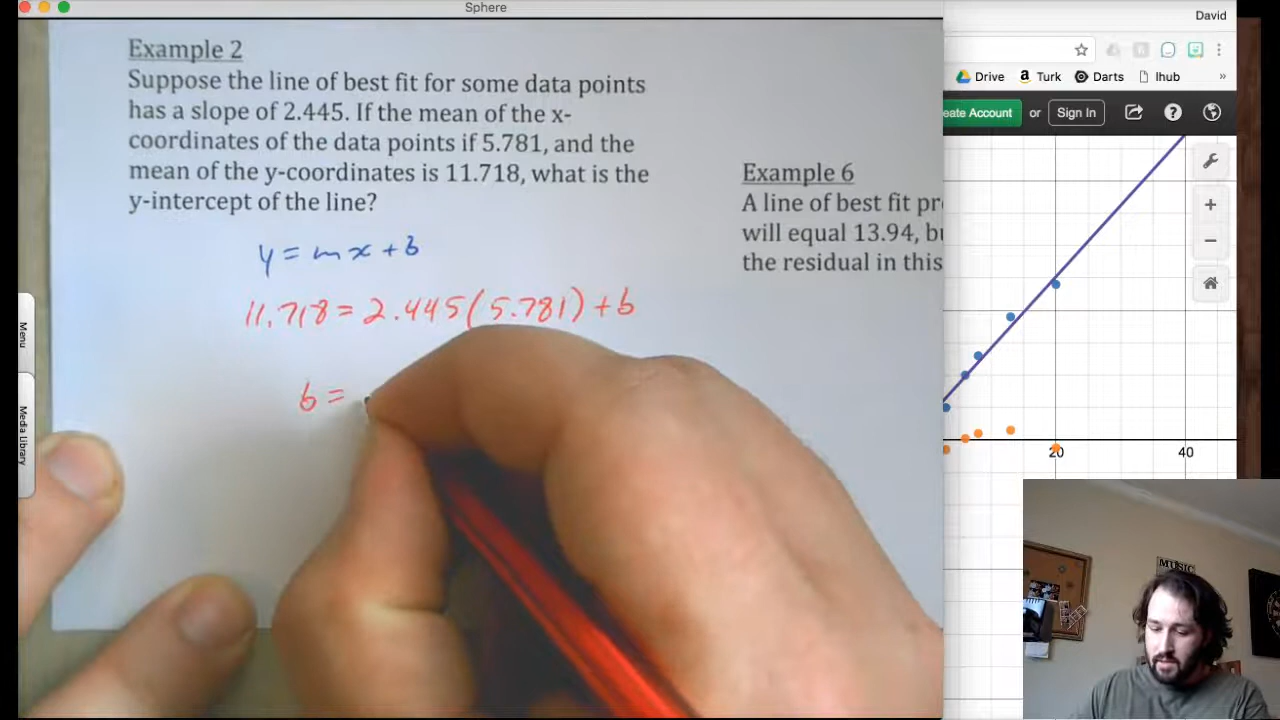 Sphere
Example 2
Suppose the line of best fit for some data points
has a slope of 2.445. If the mean of the x-
coordinates of the data points if 5.781, and the
mean of the y-coordinates is 11.718, what is the
y-intercept of the line?
y = mx + b
11.718 = 2.445(5.781) + b
b =
Example 6
A line of best fit pr
will equal 13.94, b
the residual in this
Menu
Media Library
David
Drive
Turk
Darts
lhub
»
eate Account
or
Sign In
20
40
MUSIC